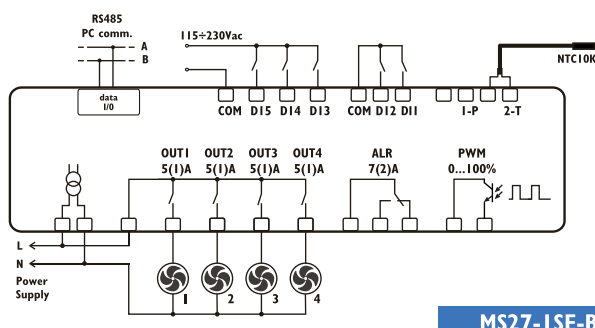 RS485
PC comm.
A
B
115÷230Vac
NTC10K
data
I/0
COM DI5 DI4 DI3
COM DI2 DI1
1-P 2-T
OUT1 OUT2 OUT3 OUT4 ALR PWM
5(1)A 5(1)A 5(1)A 5(1)A 7(2)A 0...100%
L
N
Power
Supply
1 2 3 4
MS27-1SE-P